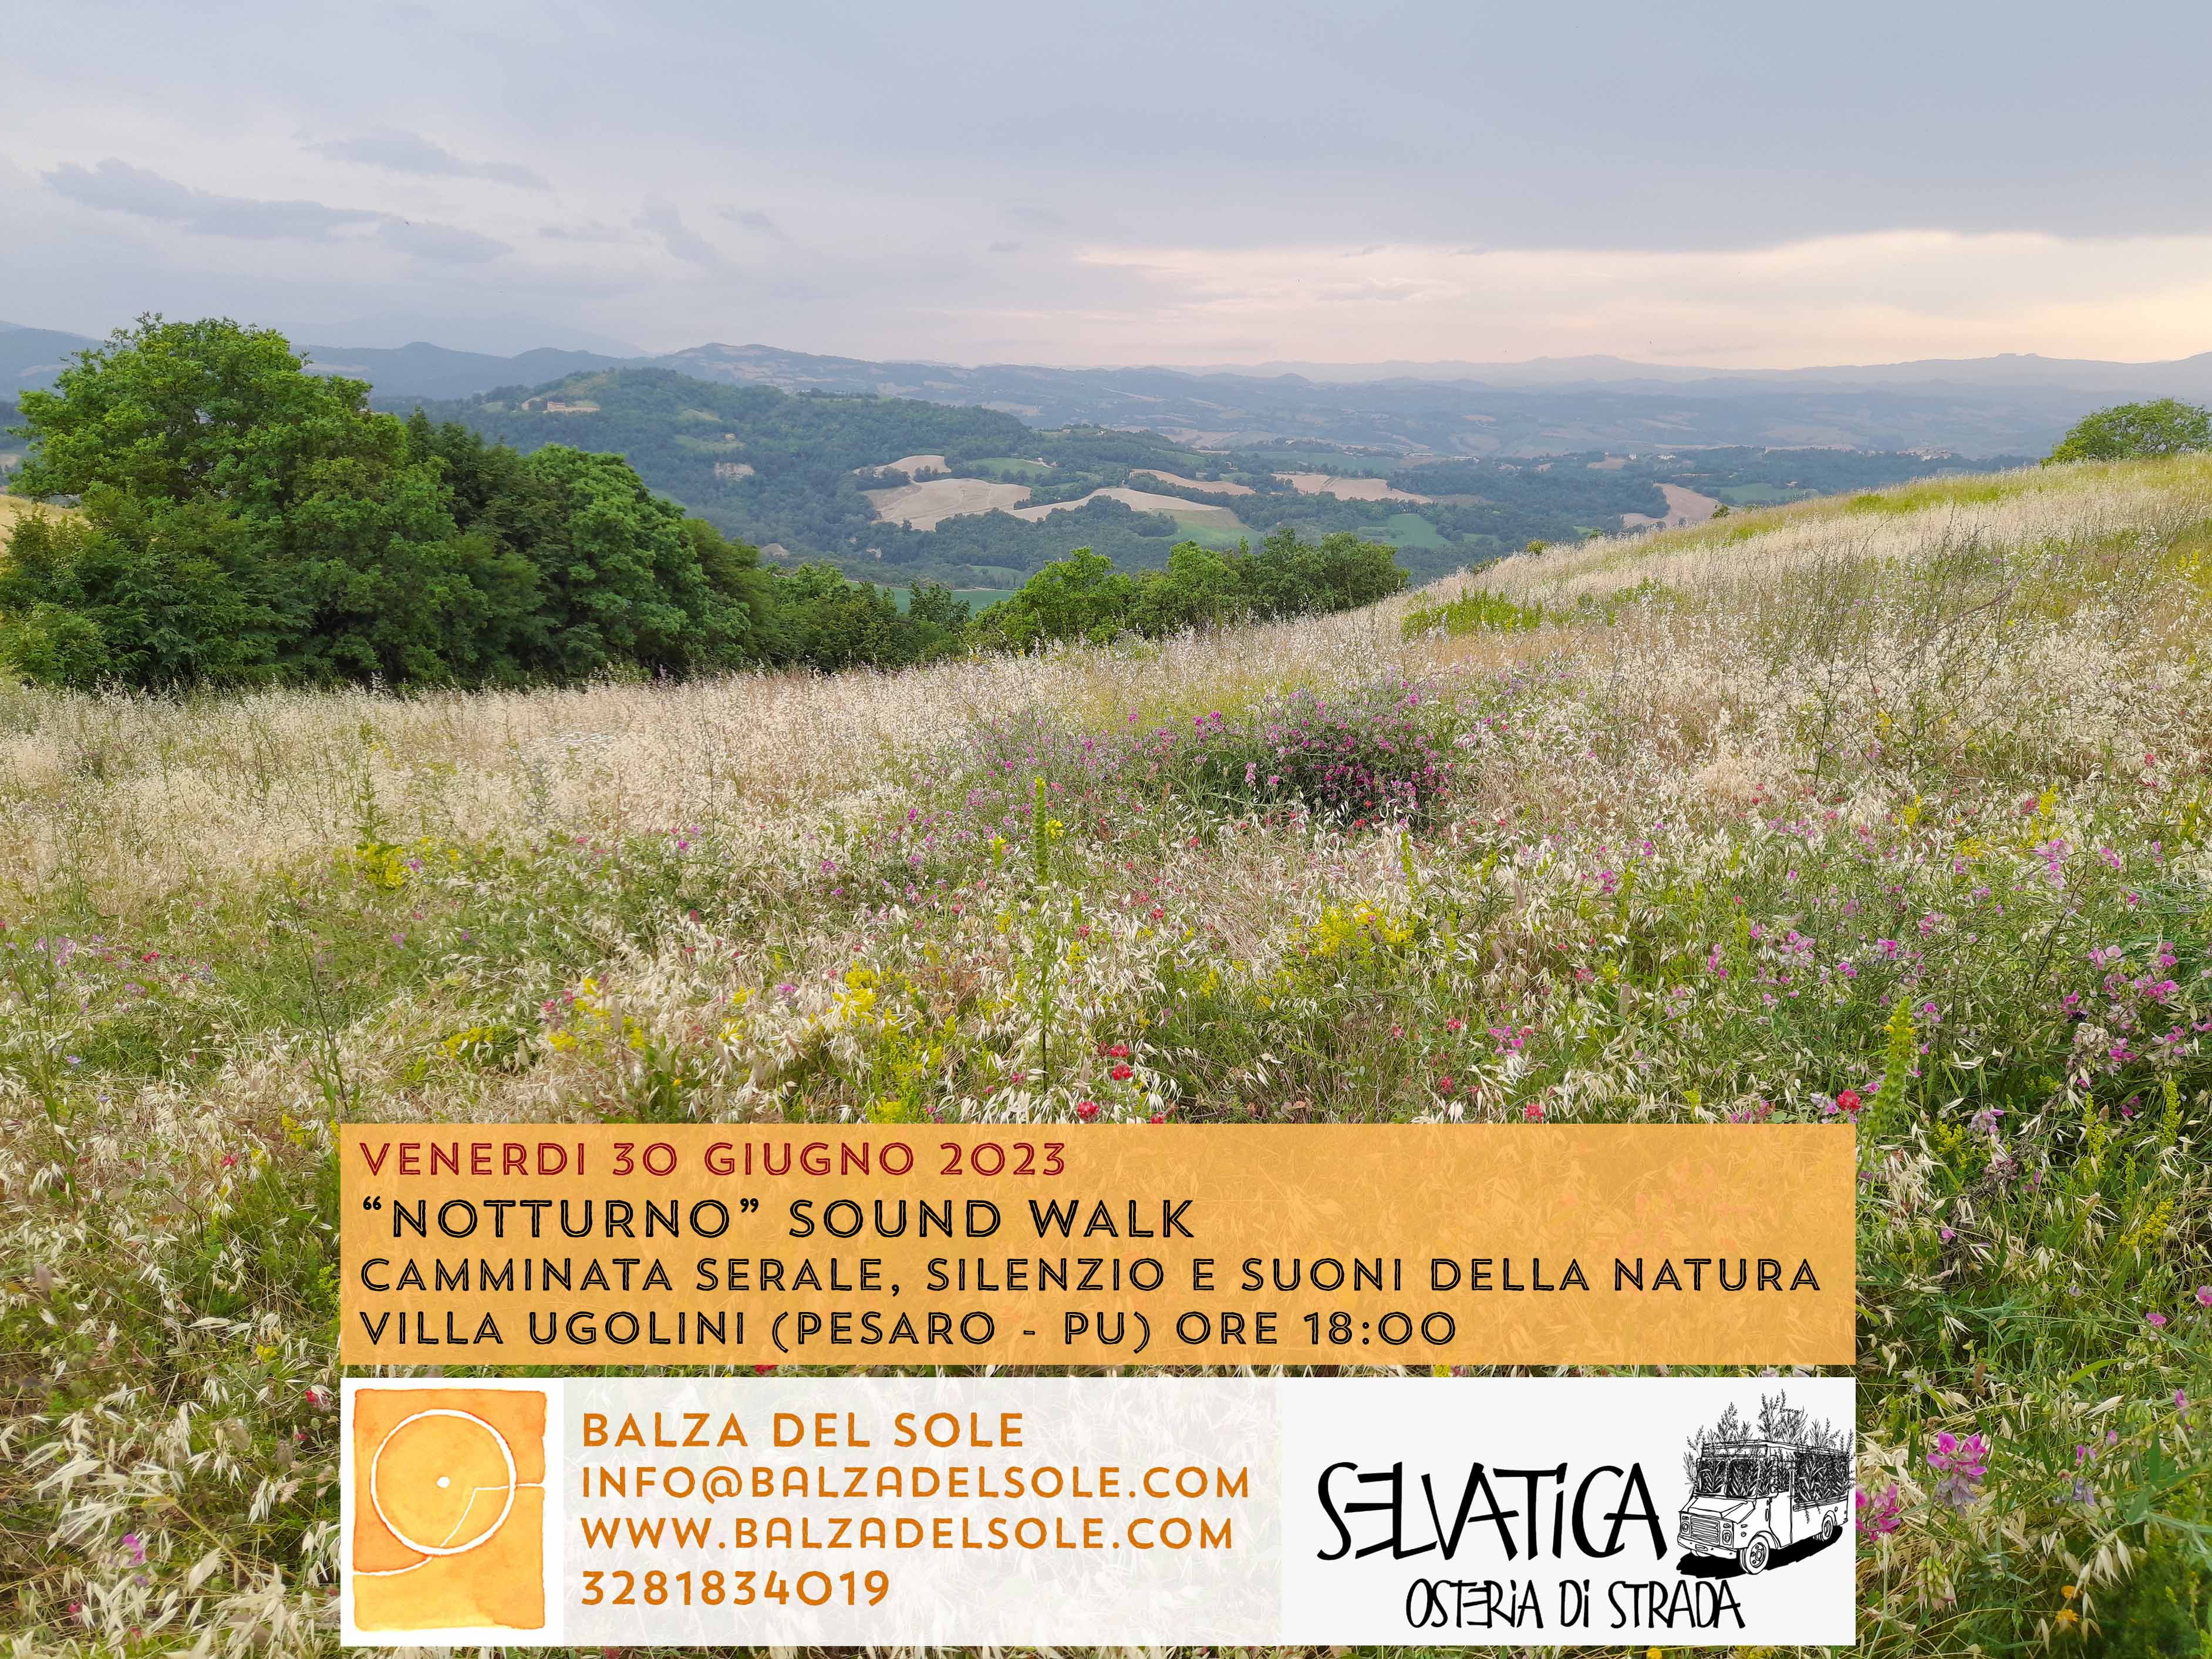 VENERDI 30 GIUGNO 2023
“NOTTURNO” SOUND WALK
CAMMINATA SERALE, SILENZIO E SUONI DELLA NATURA
VILLA UGOLINI (PESARO - PU) ORE 18:00
BALZA DEL SOLE
INFO@BALZADELSOLE.COM
WWW.BALZADELSOLE.COM
3281834019
SELVATICA
OSTERIA DI STRADA